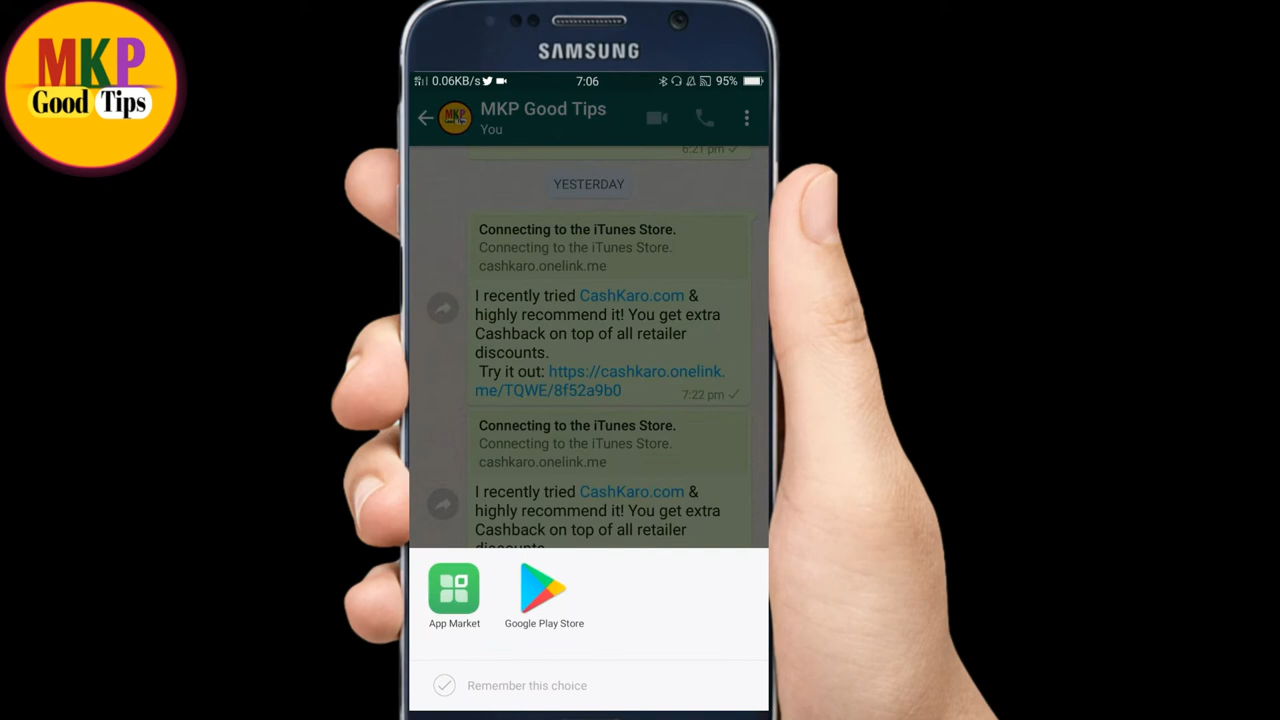 MKP
Good Tips
SAMSUNG
0.06KB/s 7:06 95%
MKP Good Tips
You
6:21 pm
YESTERDAY
Connecting to the iTunes Store.
Connecting to the iTunes Store.
cashkaro.onelink.me
I recently tried CashKaro.com &
highly recommend it! You get extra
Cashback on top of all retailer
discounts.
Try it out: https://cashkaro.onelink.
me/TQWE/8f52a9b0 7:22 pm
Connecting to the iTunes Store.
Connecting to the iTunes Store.
cashkaro.onelink.me
I recently tried CashKaro.com &
highly recommend it! You get extra
Cashback on top of all retailer
discounts.
App Market Google Play Store
Remember this choice